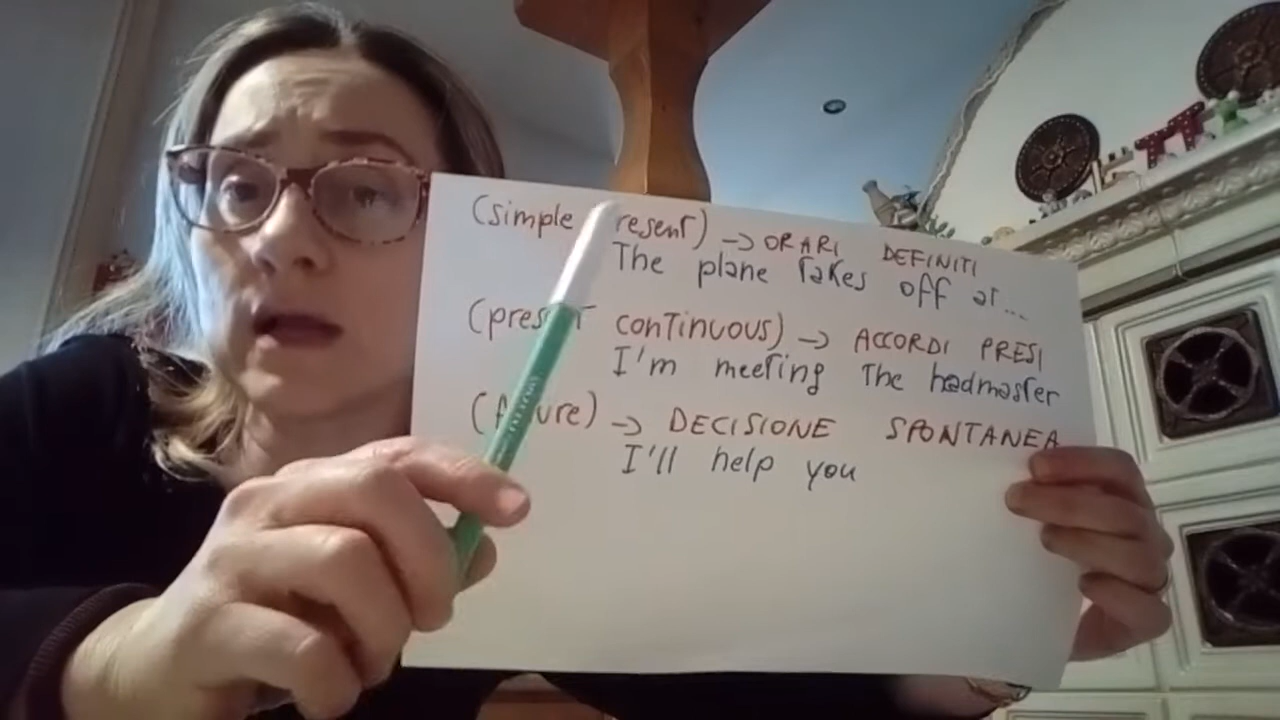 (simple resent) -> ORARI DEFINITI
The plane takes off at...
(present continuous) -> ACCORDI PRESI
I'm meeting the headmaster
(future) -> DECISIONE SPONTANEA
I'll help you